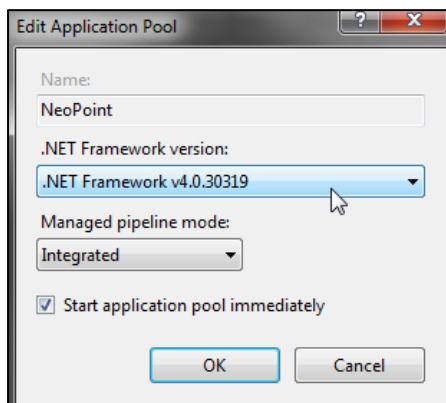 Edit Application Pool
Name:
NeoPoint
.NET Framework version:
.NET Framework v4.0.30319
Managed pipeline mode:
Integrated
Start application pool immediately
OK Cancel